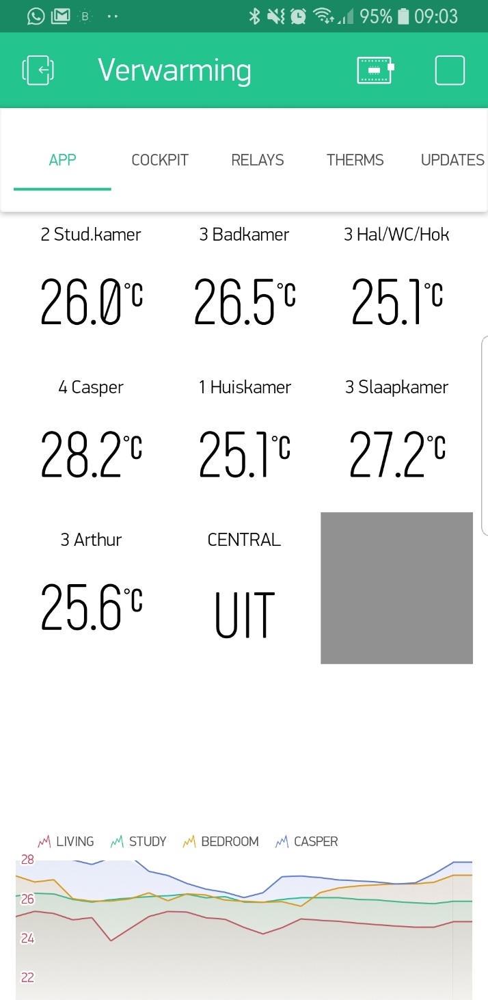 B 95% 09:03
Verwarming
APP COCKPIT RELAYS THERMS UPDATES
2 Stud.kamer 3 Badkamer 3 Hal/WC/Hok
26.0°C 26.5°C 25.1°C
4 Casper 1 Huiskamer 3 Slaapkamer
28.2°C 25.1°C 27.2°C
3 Arthur CENTRAL
25.6°C UIT
LIVING STUDY BEDROOM CASPER
28
26
24
22